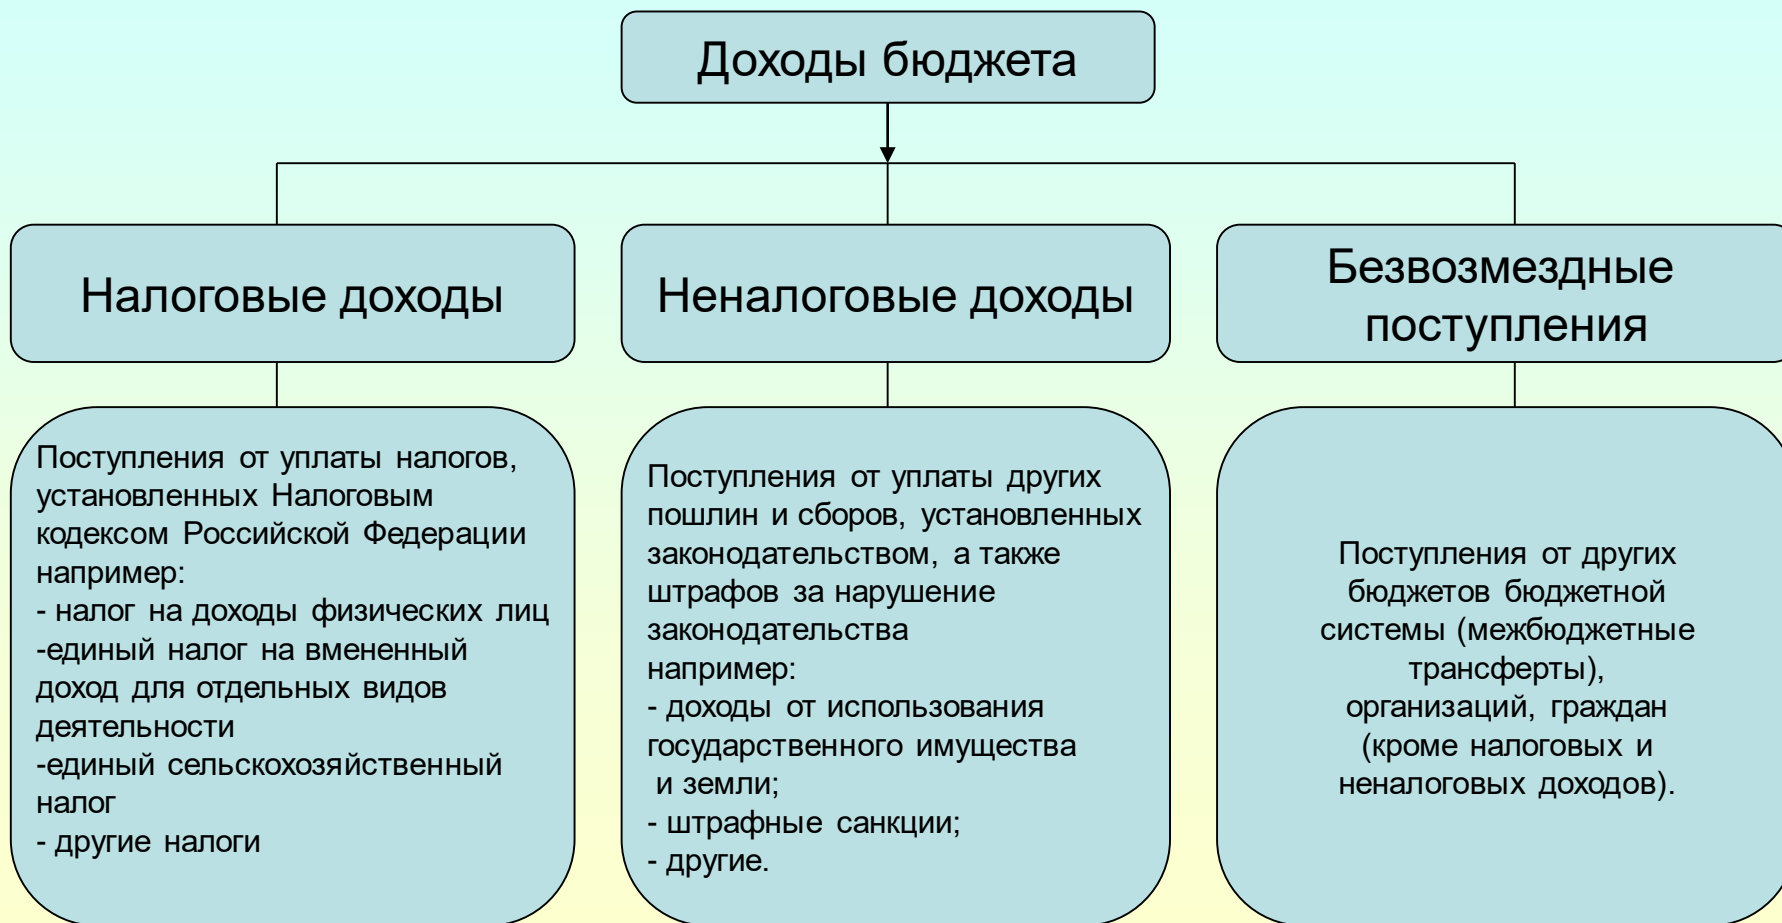 Доходы бюджета
Налоговые доходы
Неналоговые доходы
Безвозмездные
поступления
Поступления от уплаты налогов,
установленных Налоговым
кодексом Российской Федерации
например:
- налог на доходы физических лиц
-единый налог на вмененный
доход для отдельных видов
деятельности
-единый сельскохозяйственный
налог
- другие налоги
Поступления от уплаты других
пошлин и сборов, установленных
законодательством, а также
штрафов за нарушение
законодательства
например:
- доходы от использования
государственного имущества
и земли;
- штрафные санкции;
- другие.
Поступления от других
бюджетов бюджетной
системы (межбюджетные
трансферты),
организаций, граждан
(кроме налоговых и
неналоговых доходов).